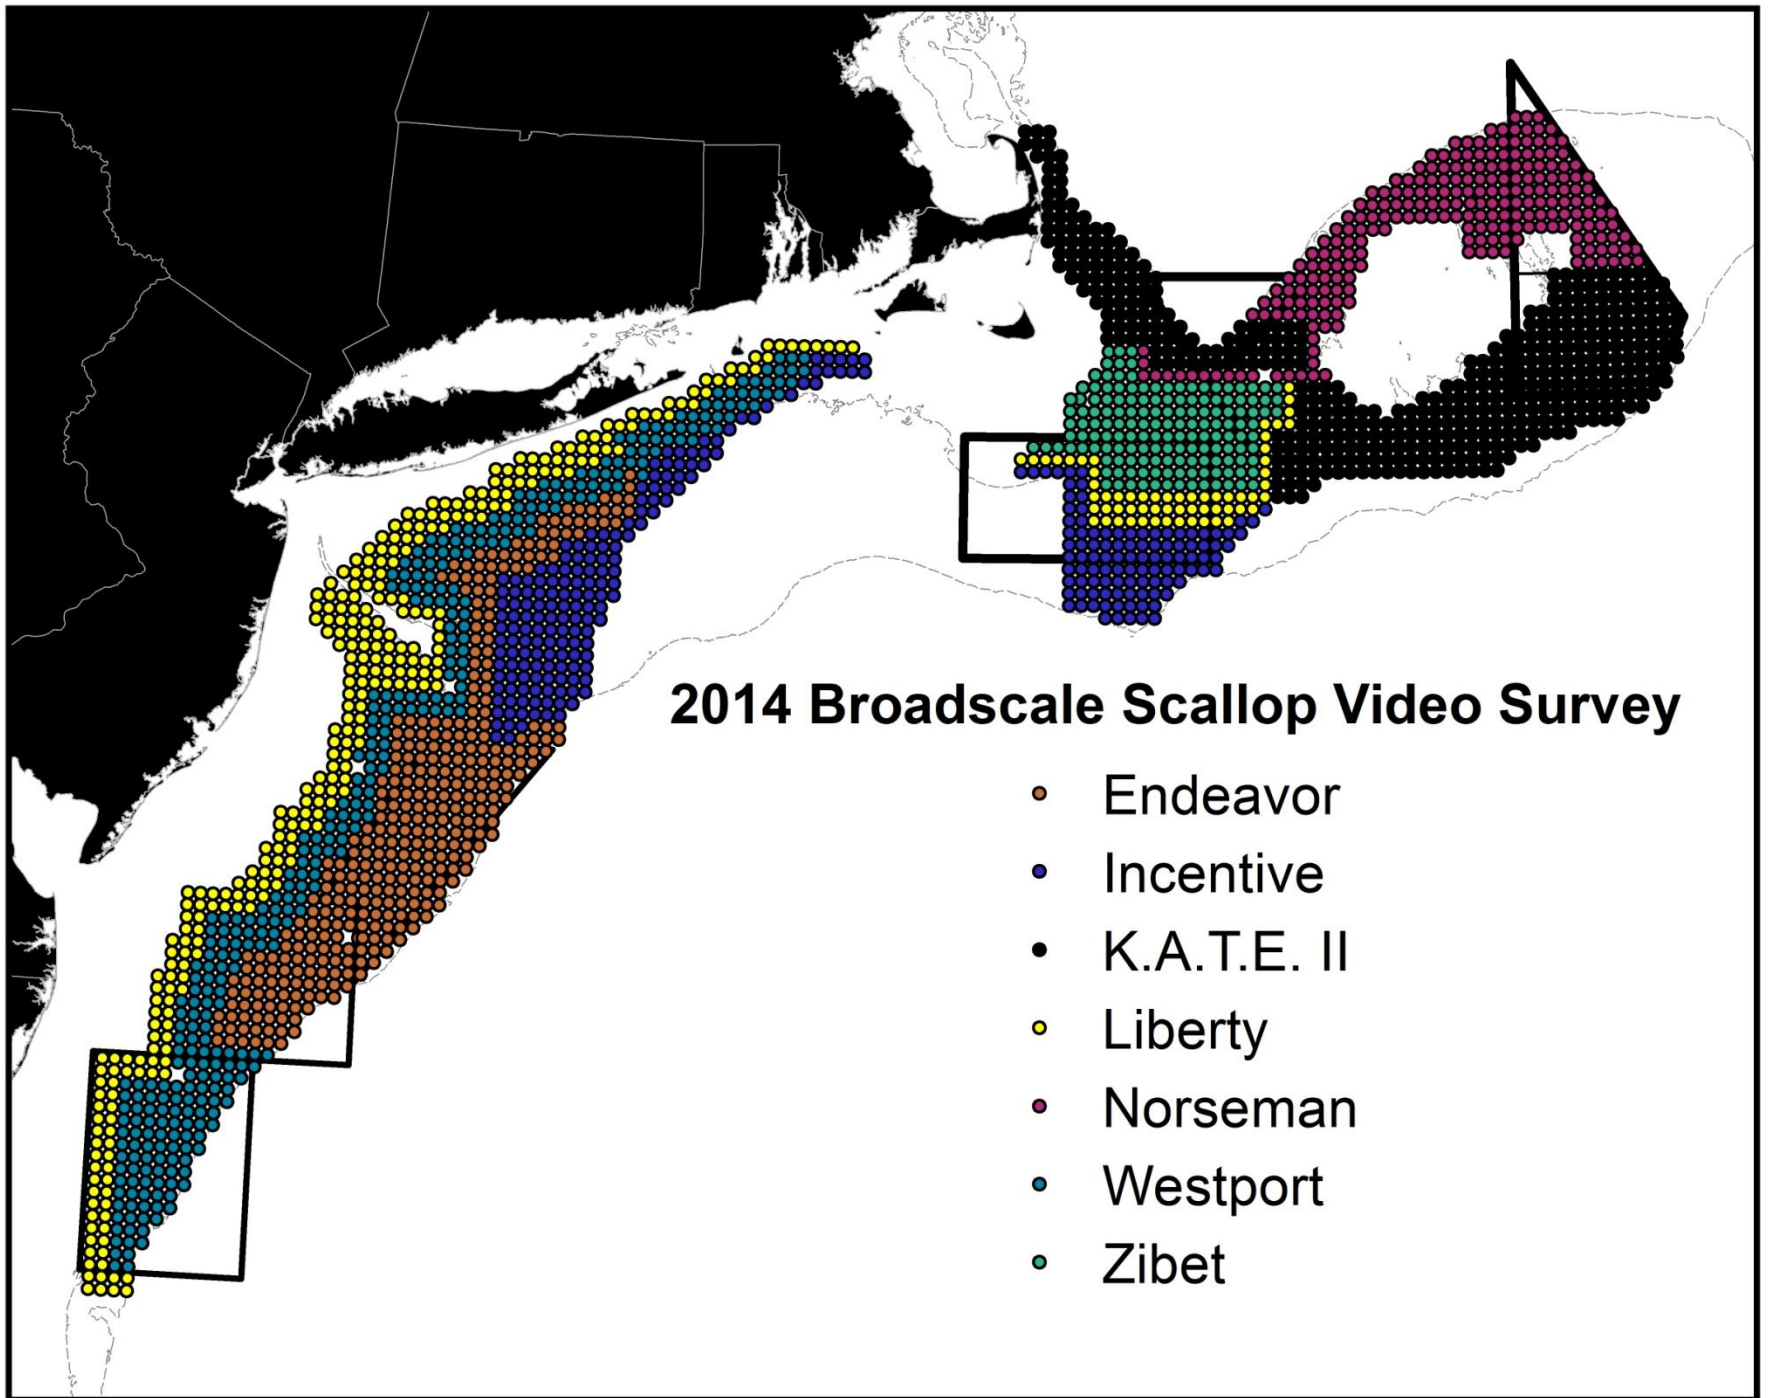 2014 Broadscale Scallop Video Survey
Endeavor
Incentive
K.A.T.E. II
Liberty
Norseman
Westport
Zibet